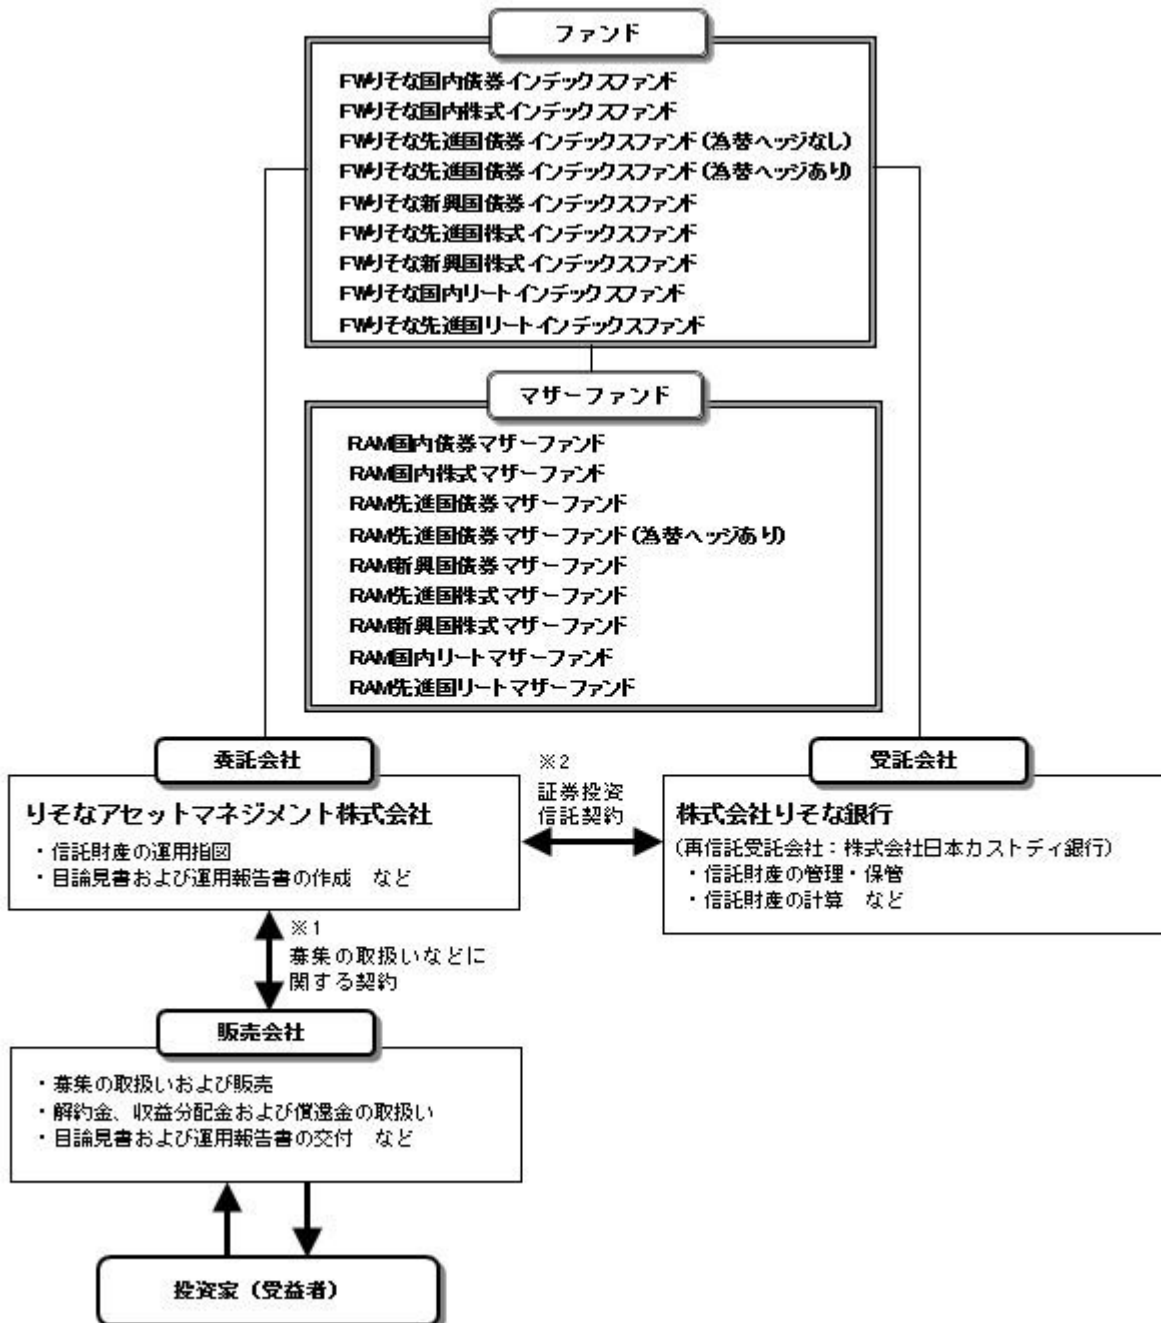 ファンド
FWりそな国内債券インデックスファンド
FWりそな国内株式インデックスファンド
FWりそな先進国債券インデックスファンド(為替ヘッジなし)
FWりそな先進国債券インデックスファンド(為替ヘッジあり)
FWりそな新興国債券インデックスファンド
FWりそな先進国株式インデックスファンド
FWりそな新興国株式インデックスファンド
FWりそな国内リートインデックスファンド
FWりそな先進国リートインデックスファンド
マザーファンド
RAM国内債券マザーファンド
RAM国内株式マザーファンド
RAM先進国債券マザーファンド
RAM先進国債券マザーファンド(為替ヘッジあり)
RAM新興国債券マザーファンド
RAM先進国株式マザーファンド
RAM新興国株式マザーファンド
RAM国内リートマザーファンド
RAM先進国リートマザーファンド
委託会社
りそなアセットマネジメント株式会社
・信託財産の運用指図
・目論見書および運用報告書の作成 など
※2
証券投資
信託契約
受託会社
株式会社りそな銀行
(再信託受託会社:株式会社日本カストディ銀行)
・信託財産の管理・保管
・信託財産の計算 など
※1
募集の取扱いなどに
関する契約
販売会社
・募集の取扱いおよび販売
・解約金、収益分配金および償還金の取扱い
・目論見書および運用報告書の交付 など
投資家(受益者)